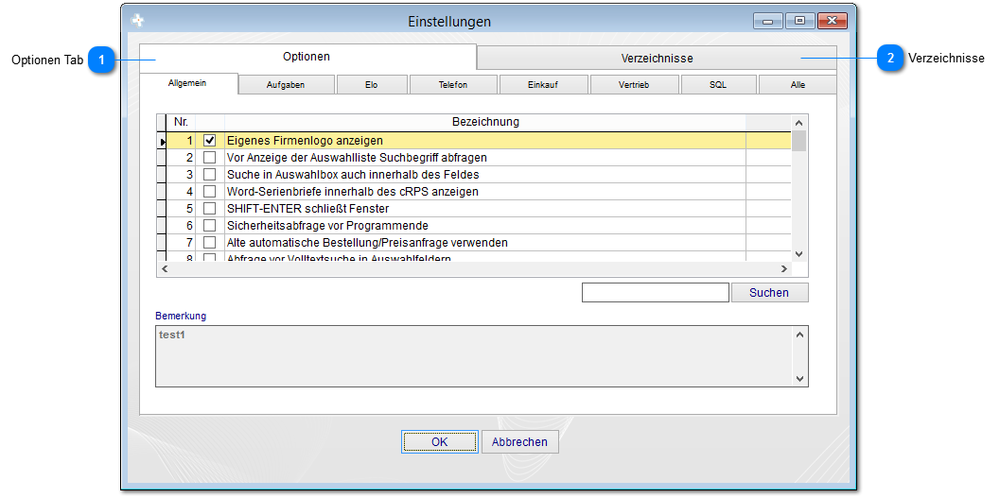 Einstellungen
Optionen Tab 1
Optionen Verzeichnisse
2 Verzeichnisse
Allgemein Aufgaben Elo Telefon Einkauf Vertrieb SQL Alle
Nr. Bezeichnung
1 Eigenes Firmenlogo anzeigen
2 Vor Anzeige der Auswahlliste Suchbegriff abfragen
3 Suche in Auswahlbox auch innerhalb des Feldes
4 Word-Serienbriefe innerhalb des cRPS anzeigen
5 SHIFT-ENTER schließt Fenster
6 Sicherheitsabfrage vor Programmende
7 Alte automatische Bestellung/Preisanfrage verwenden
8 Abfrage vor Volltextsuche in Auswahlfeldern
Suchen
Bemerkung
test1
OK Abbrechen